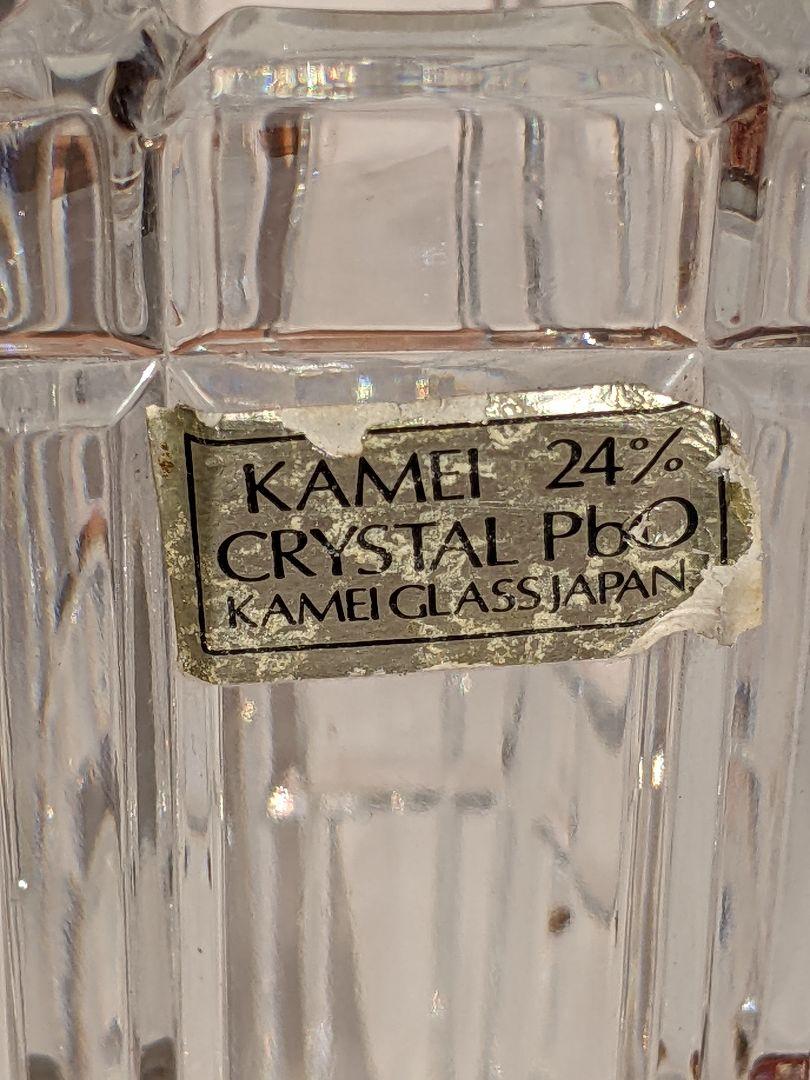 KAMEI 24%
CRYSTAL PbO
KAMEI GLASS JAPAN